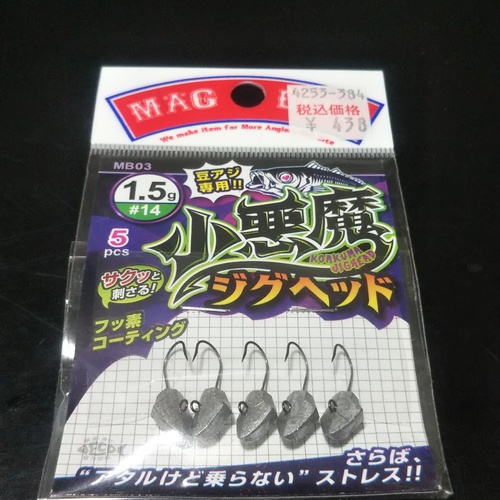 MAG B
4253-384
税込価格
¥ 438
We make item for More Angler
MB03
1.5g
#14
豆アジ
専用!!
小悪魔
KOAKUMA
JIGHEAD
ジグヘッド
5
pcs
サクッと
刺さる!
フッ素
コーティング
さらば、
“アタルけど乗らない”ストレス!!